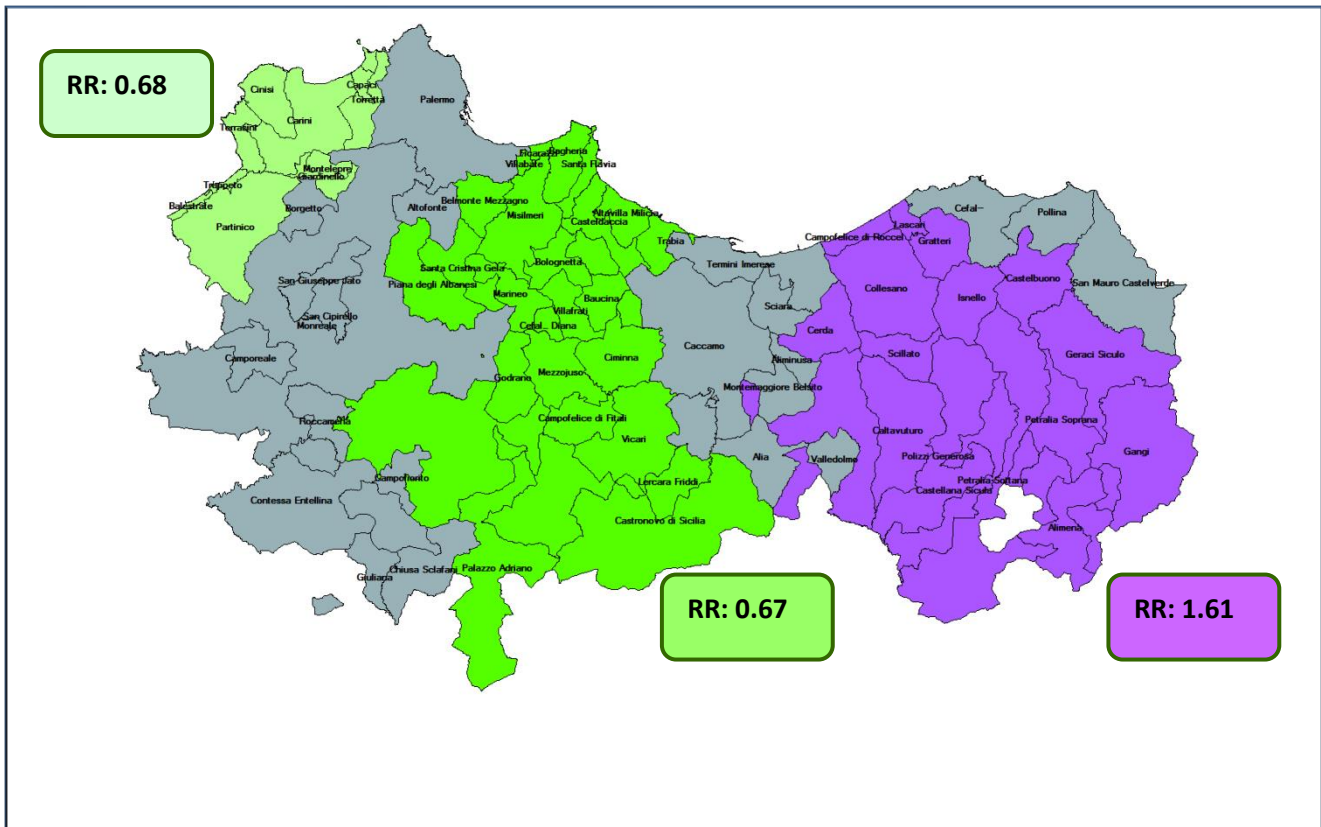 RR: 0.68
Cinisi
Capaci
Torretta
Palermo
Carini
Terrasini
Montelepre
Giardinello
Trappeto
Balestrate
Partinico
Borgetto
Altofonte
Ficarazzi
Bagheria
Villabate
Santa Flavia
Belmonte Mezzagno
Misilmeri
Altavilla Milicia
Casteldaccia
Trabia
Cefal–
Pollina
Lascari
Campofelice di Roccel
Gratteri
Termini Imerese
Bolognetta
Santa Cristina Gela
Piana degli Albanesi
San Giuseppe Jato
Marineo
Baucina
Villafrati
Sciara
Collesano
Isnello
Castelbuono
San Mauro Castelverde
San Cipirello
Monreale
Cefal_ Diana
Cerda
Caccamo
Camporeale
Ciminna
Mezzojuso
Godrano
Aliminusa
Scillato
Geraci Siculo
Montemaggiore Belsito
Roccamena
Campofelice di Fitali
Vicari
Caltavuturo
Petralia Soprana
Gangi
Alia
Valledolmo
Polizzi Generosa
Campofiorito
Lercara Friddi
Petralia Sottana
Castellana Sicula
Contessa Entellina
Castronovo di Sicilia
Alimena
Chiusa Sclafani
Giuliana
Palazzo Adriano
RR: 0.67
RR: 1.61